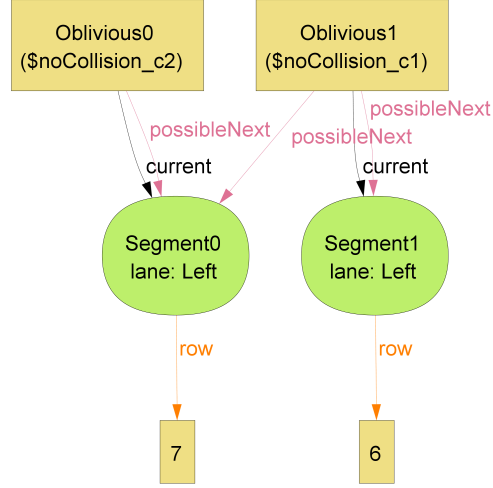 Oblivious0
($noCollision_c2)
Oblivious1
($noCollision_c1)
possibleNext
possibleNext
possibleNext
current
current
Segment0
lane: Left
Segment1
lane: Left
row
row
7
6